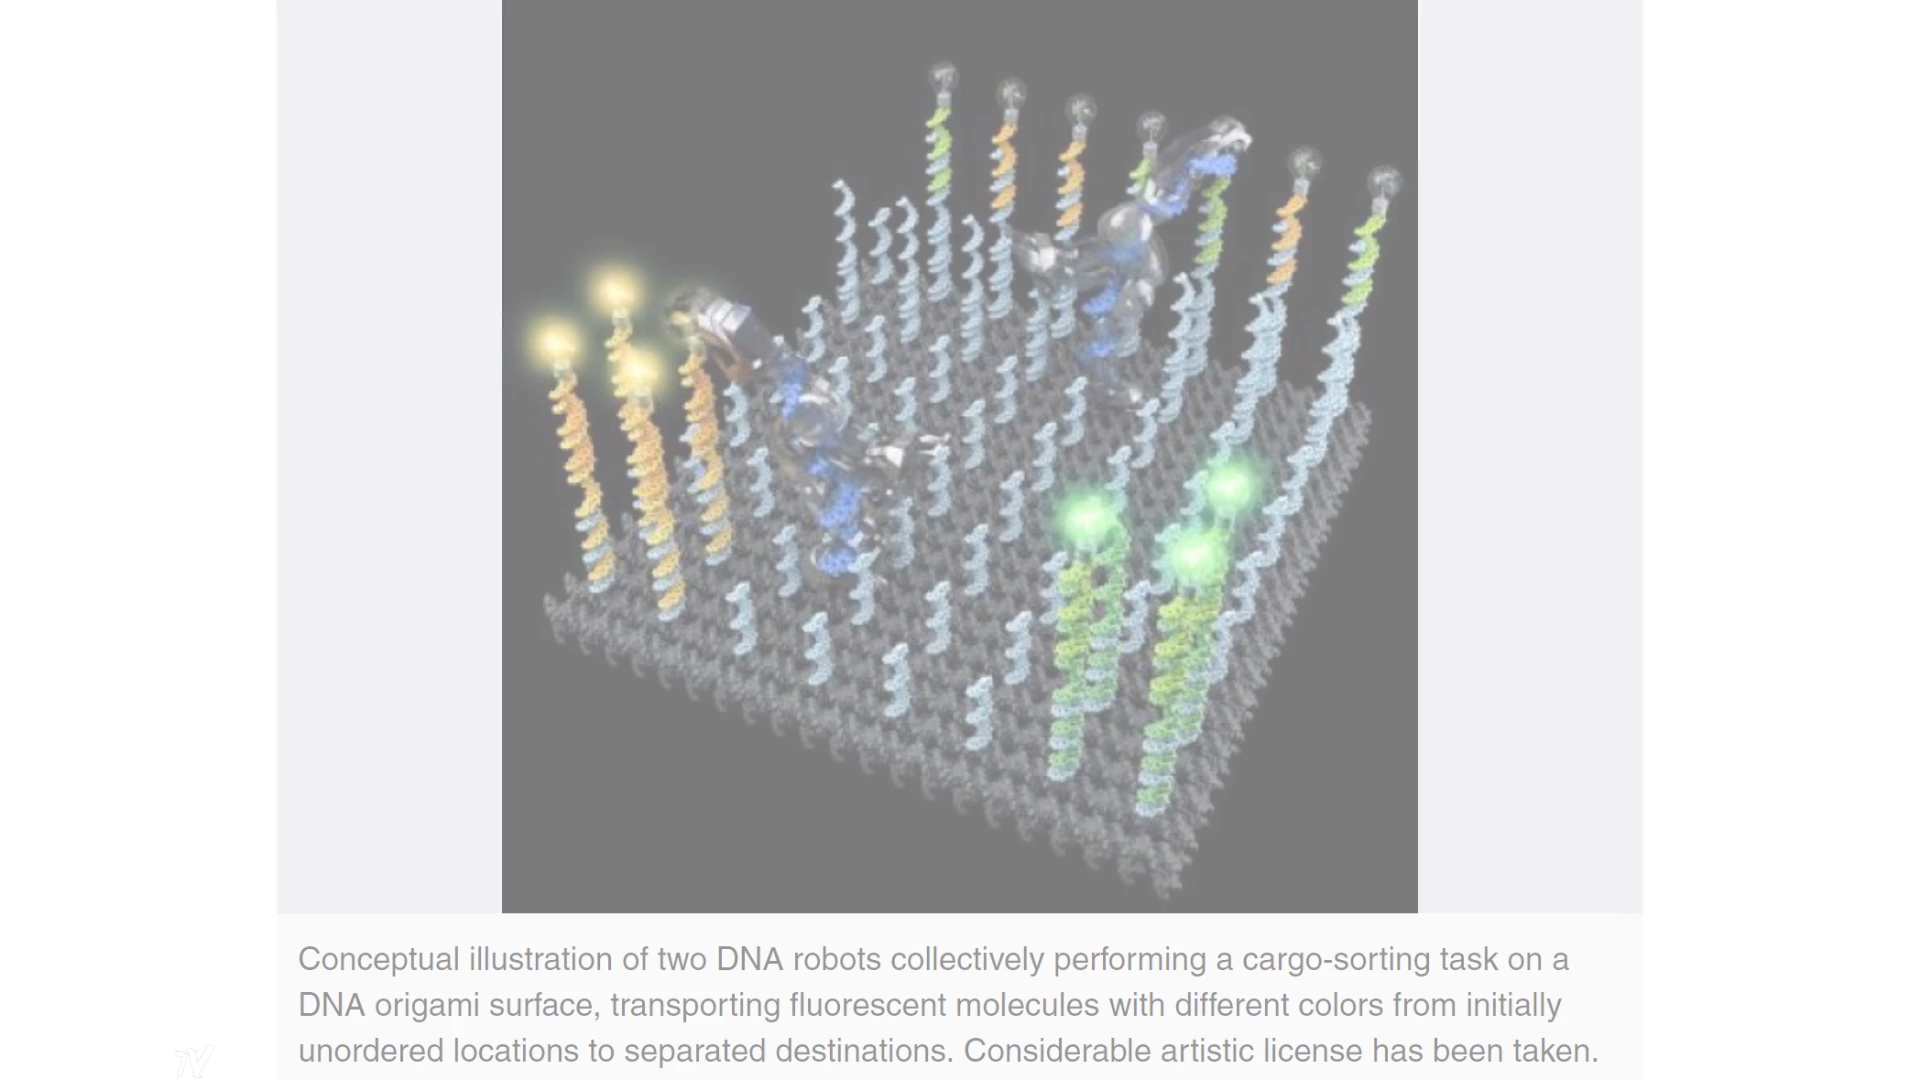 Conceptual illustration of two DNA robots collectively performing a cargo-sorting task on a
DNA origami surface, transporting fluorescent molecules with different colors from initially
unordered locations to separated destinations. Considerable artistic license has been taken.